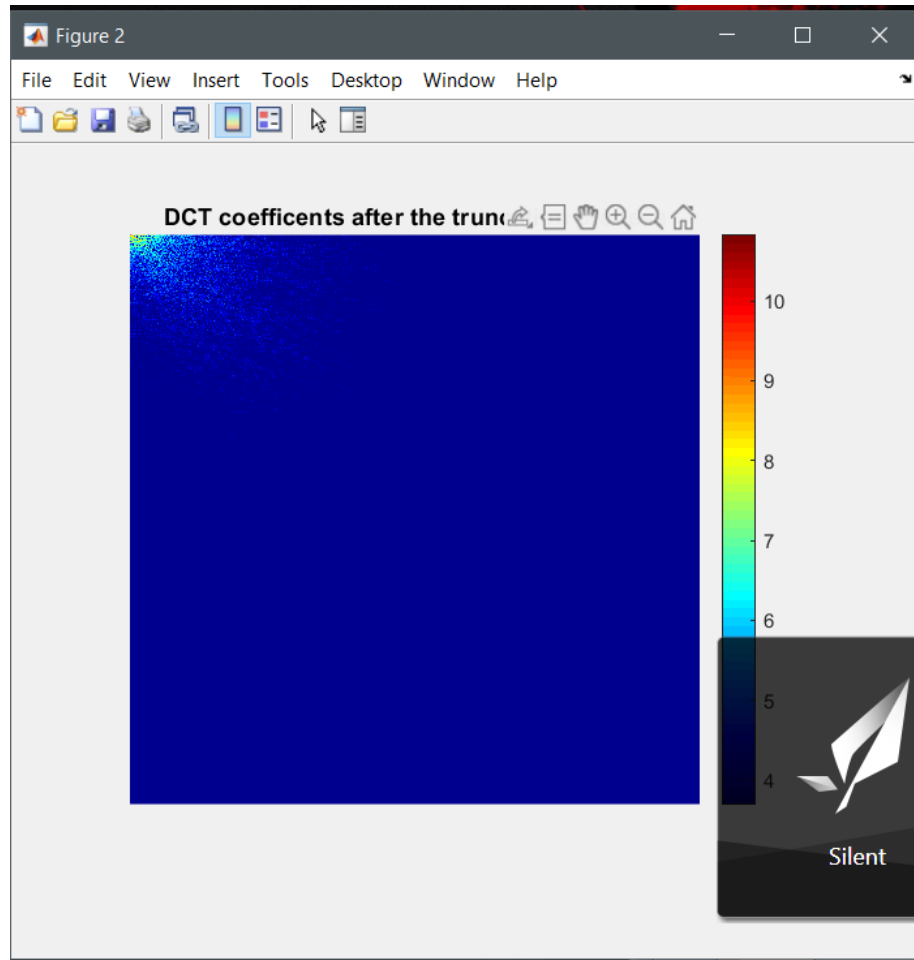 Figure 2
File Edit View Insert Tools Desktop Window Help
DCT coefficents after the trun
10
9
8
7
6
5
4
Silent